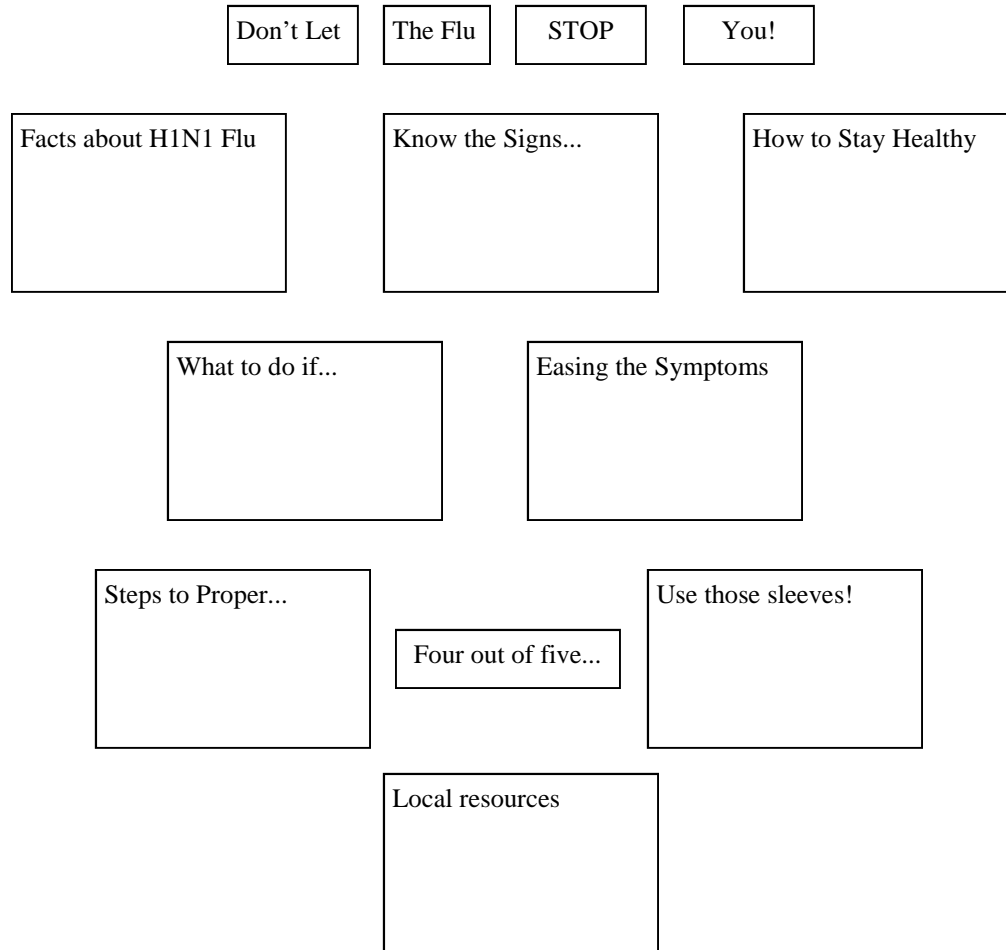 Don’t Let The Flu STOP You!
Facts about H1N1 Flu
Know the Signs...
How to Stay Healthy
What to do if...
Easing the Symptoms
Steps to Proper...
Use those sleeves!
Four out of five...
Local resources